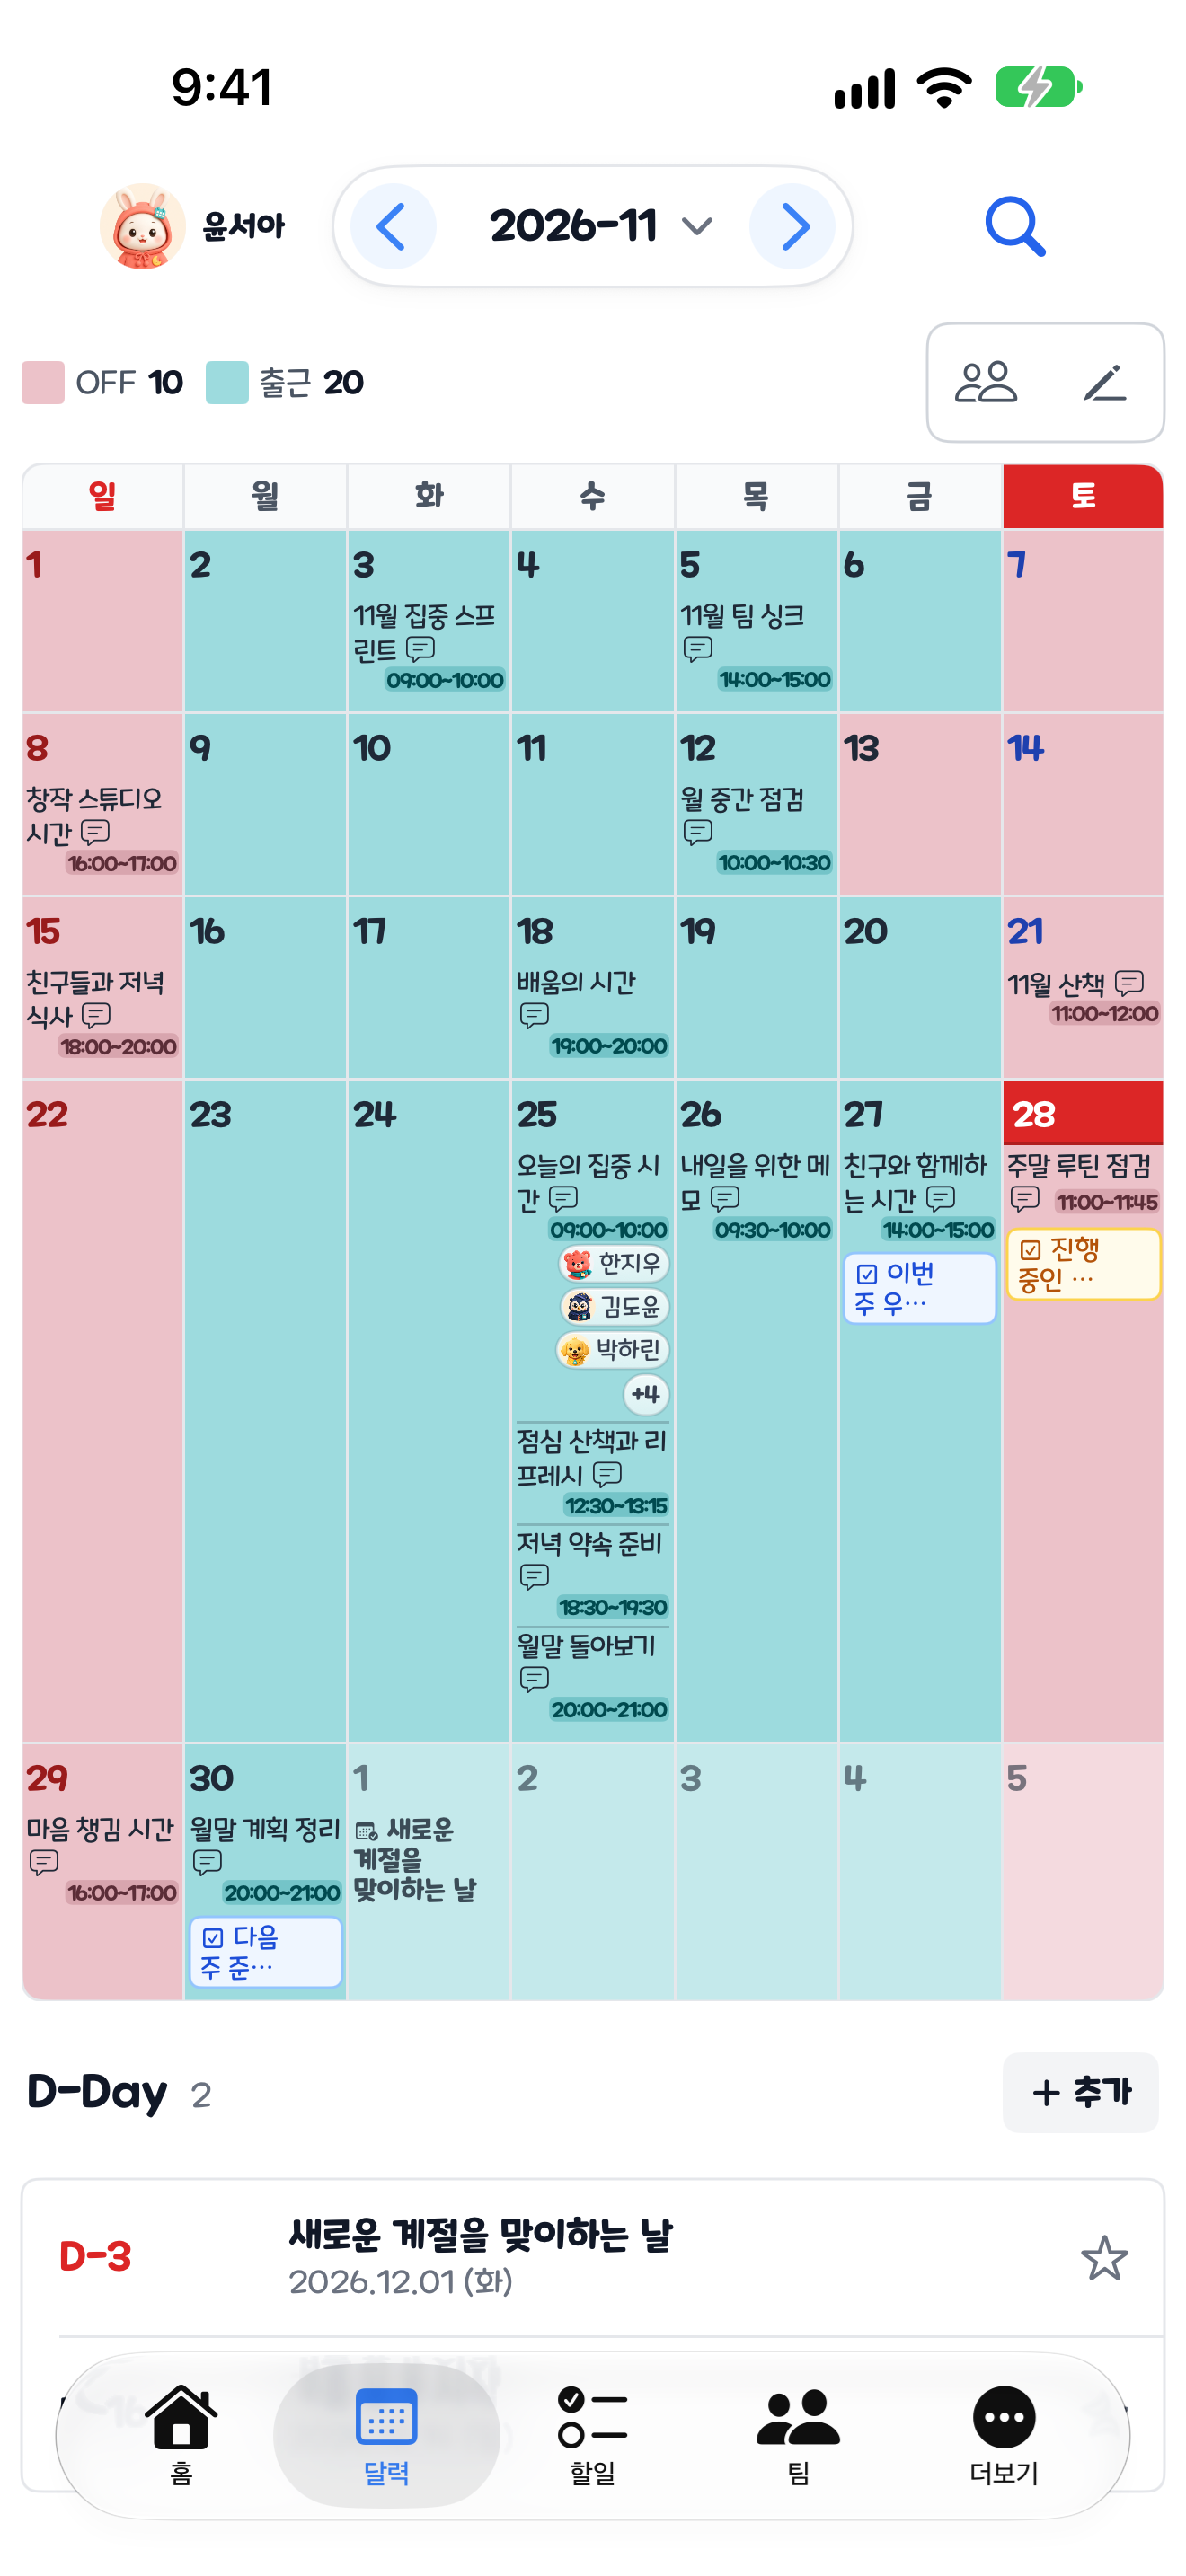 9:41
윤서아
2026-11
OFF 10 출근 20
일 월 화 수 목 금 토
1 2 3 4 5 6 7
11월 집중 스프
린트
09:00~10:00
11월 팀 싱크
14:00~15:00
8 9 10 11 12 13 14
창작 스튜디오
시간
16:00~17:00
월 중간 점검
10:00~10:30
15 16 17 18 19 20 21
친구들과 저녁
식사
18:00~20:00
배움의 시간
19:00~20:00
11월 산책
11:00~12:00
22 23 24 25 26 27 28
오늘의 집중 시
간
09:00~10:00
한지우
김도윤
박하린
+4
점심 산책과 리
프레시
12:30~13:15
저녁 약속 준비
18:30~19:30
월말 돌아보기
20:00~21:00
내일을 위한 메
모
09:30~10:00
친구와 함께하
는 시간
14:00~15:00
이번
주 우…
주말 루틴 점검
11:00~11:45
진행
중인 …
29 30 1 2 3 4 5
마음 챙김 시간
16:00~17:00
월말 계획 정리
20:00~21:00
다음
주 준…
새로운
계절을
맞이하는 날
D-Day 2
+ 추가
D-3
새로운 계절을 맞이하는 날
2026.12.01 (화)
홈 달력 할일 팀 더보기